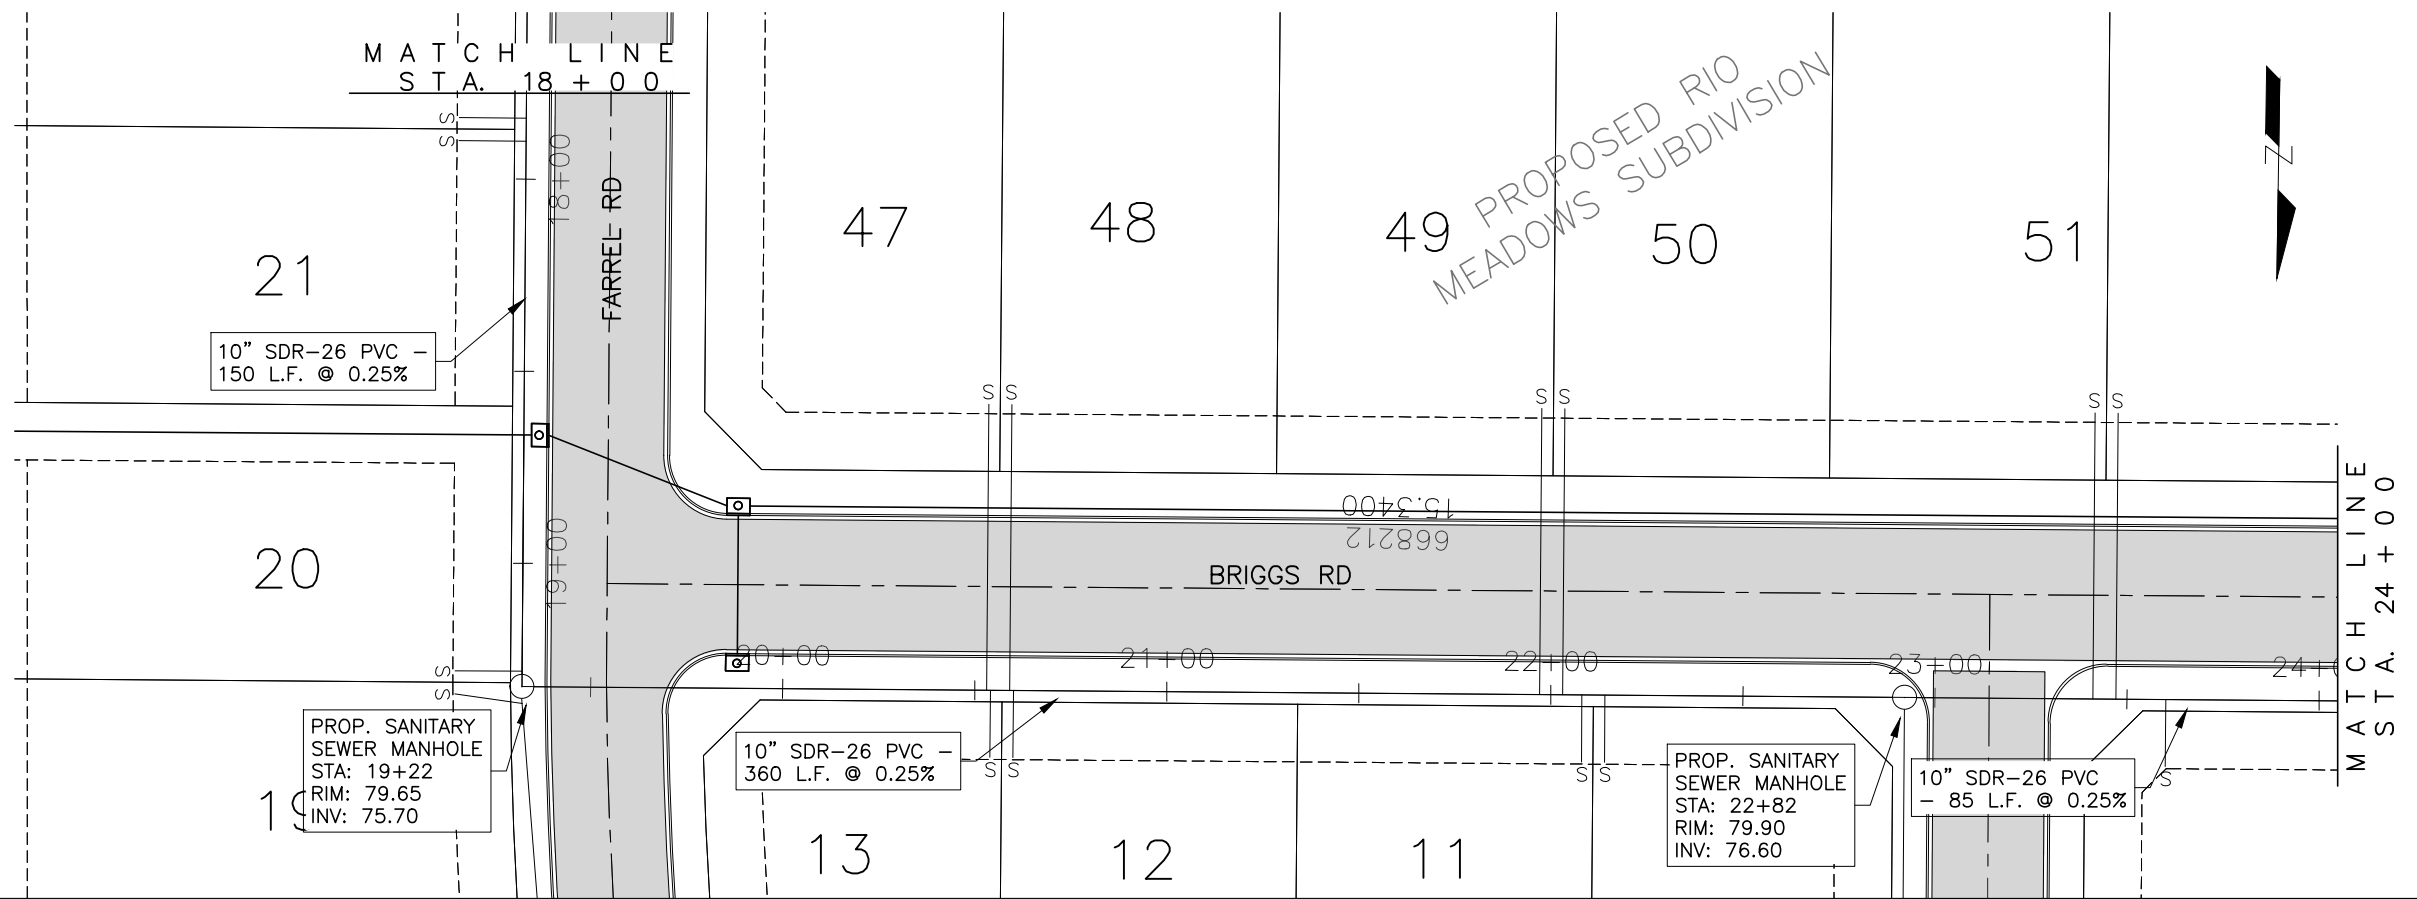 MATCH LINE
STA. 18+00
S
S
18+00
FARREL RD
21
10" SDR-26 PVC -
150 L.F. @ 0.25%
47
48
49
50
51
PROPOSED RIO
MEADOWS SUBDIVISION
N
S S
S S
S S
15.3400
668212
BRIGGS RD
MATCH LINE
STA. 24+00
20
19+00
20+00
21+00
22+00
23+00
S
S
PROP. SANITARY
SEWER MANHOLE
STA: 19+22
RIM: 79.65
INV: 75.70
10" SDR-26 PVC -
360 L.F. @ 0.25%
S S
S S
PROP. SANITARY
SEWER MANHOLE
STA: 22+82
RIM: 79.90
INV: 76.60
10" SDR-26 PVC
- 85 L.F. @ 0.25%
S
13
12
11